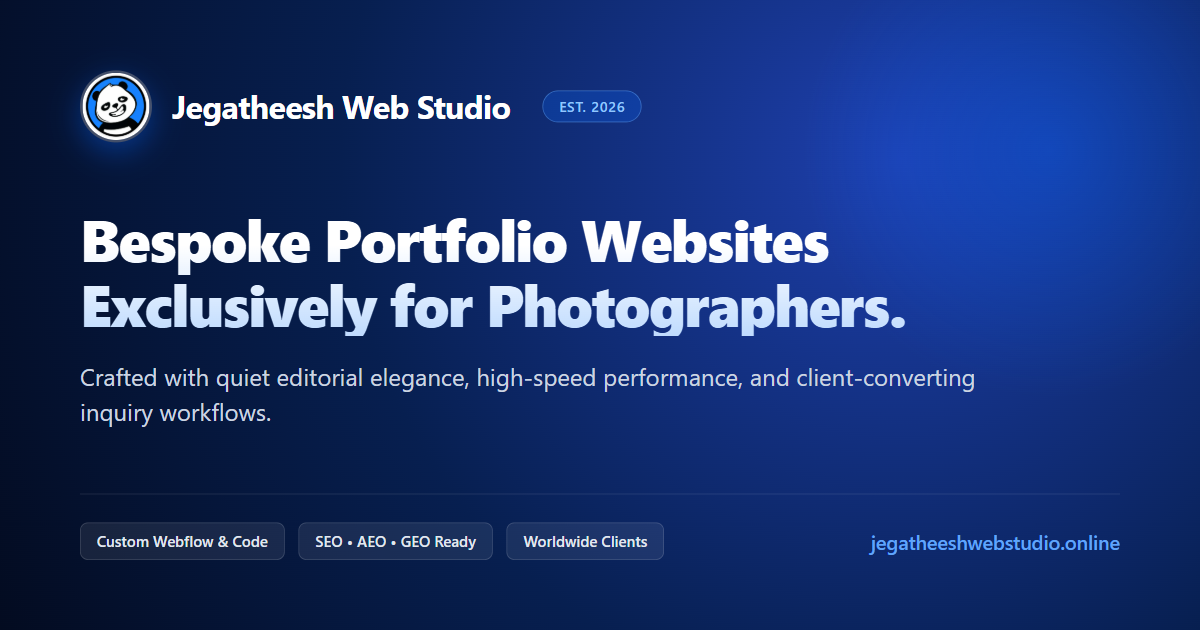 Jegatheesh Web Studio
EST. 2026
Bespoke Portfolio Websites
Exclusively for Photographers.
Crafted with quiet editorial elegance, high-speed performance, and client-converting
inquiry workflows.
Custom Webflow & Code
SEO • AEO • GEO Ready
Worldwide Clients
jegatheeshwebstudio.online